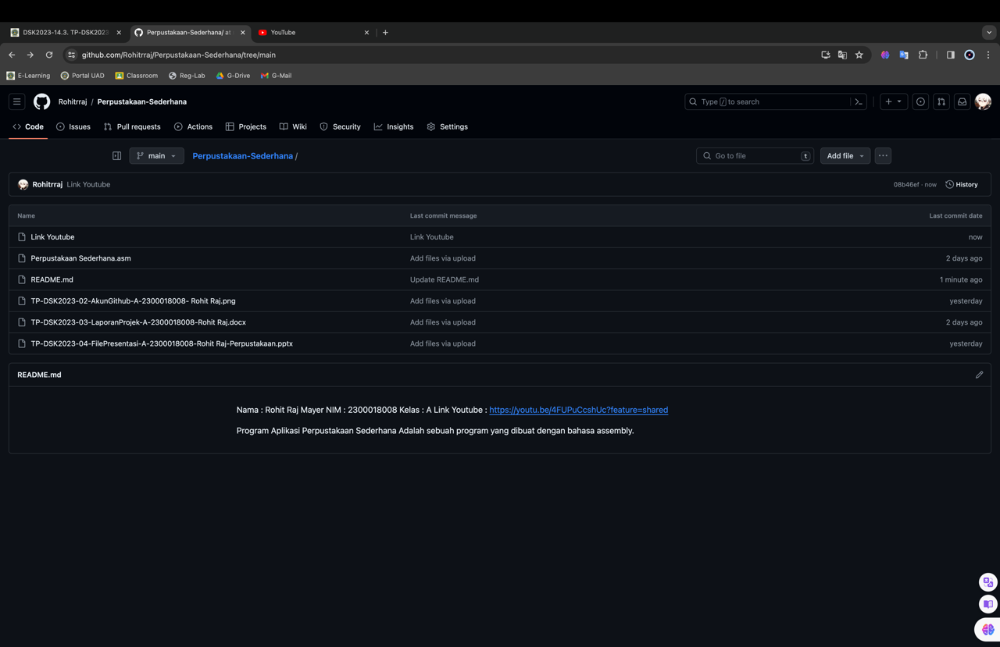 DSK2023-14.3. TP-DSK2023
Perpustakaan-Sederhana/ at
YouTube
github.com/Rohitrraj/Perpustakaan-Sederhana/tree/main
E-Learning Portal UAD Classroom Reg-Lab G-Drive G-Mail
Rohitrraj / Perpustakaan-Sederhana
Type / to search
Code Issues Pull requests Actions Projects Wiki Security Insights Settings
main Perpustakaan-Sederhana / Go to file t Add file
Rohitrraj Link Youtube 08b46ef · now History
Name Last commit message Last commit date
Link Youtube Link Youtube now
Perpustakaan Sederhana.asm Add files via upload 2 days ago
README.md Update README.md 1 minute ago
TP-DSK2023-02-AkunGithub-A-2300018008- Rohit Raj.png Add files via upload yesterday
TP-DSK2023-03-LaporanProjek-A-2300018008-Rohit Raj.docx Add files via upload 2 days ago
TP-DSK2023-04-FilePresentasi-A-2300018008-Rohit Raj-Perpustakaan.pptx Add files via upload yesterday
README.md
Nama : Rohit Raj Mayer NIM : 2300018008 Kelas : A Link Youtube : https://youtu.be/4FUPuCcshUc?feature=shared
Program Aplikasi Perpustakaan Sederhana Adalah sebuah program yang dibuat dengan bahasa assembly.